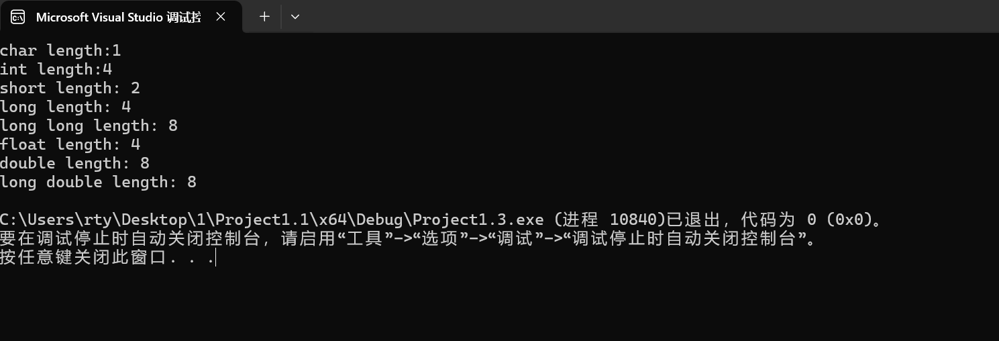 Microsoft Visual Studio 调试控
char length:1
int length:4
short length: 2
long length: 4
long long length: 8
float length: 4
double length: 8
long double length: 8
C:\Users\rty\Desktop\1\Project1.1\x64\Debug\Project1.3.exe (进程 10840)已退出，代码为 0 (0x0)。
要在调试停止时自动关闭控制台，请启用“工具”->“选项”->“调试”->“调试停止时自动关闭控制台”。
按任意键关闭此窗口. . .